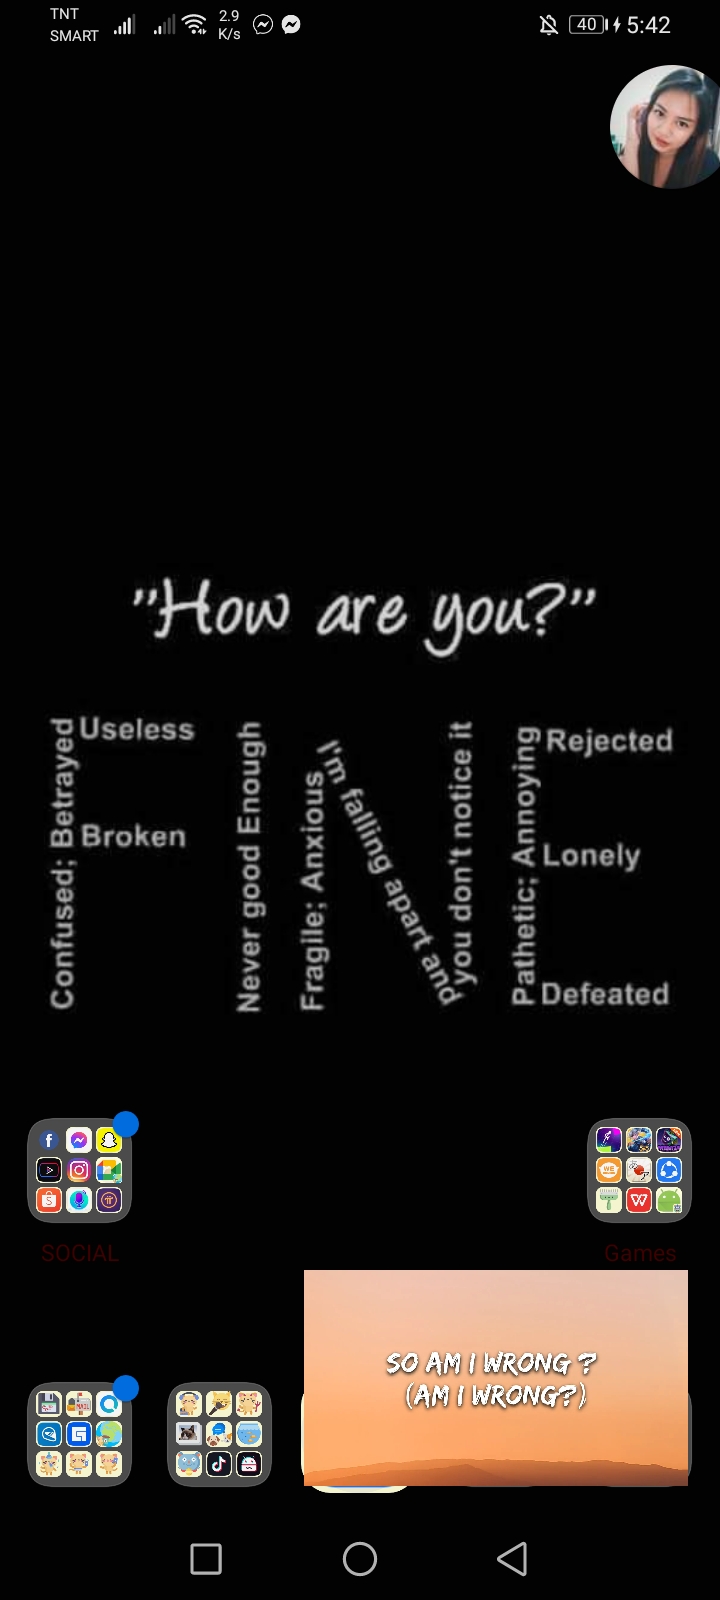 TNT
SMART
2.9
K/s
40
5:42
"How are you?"
Confused; Betrayed
Useless
Broken
Never good Enough
Fragile; Anxious
I'm falling apart and
you don't notice it
Pathetic; Annoying
Rejected
Lonely
Defeated
SOCIAL
Games
SO AM I WRONG ?
(AM I WRONG?)